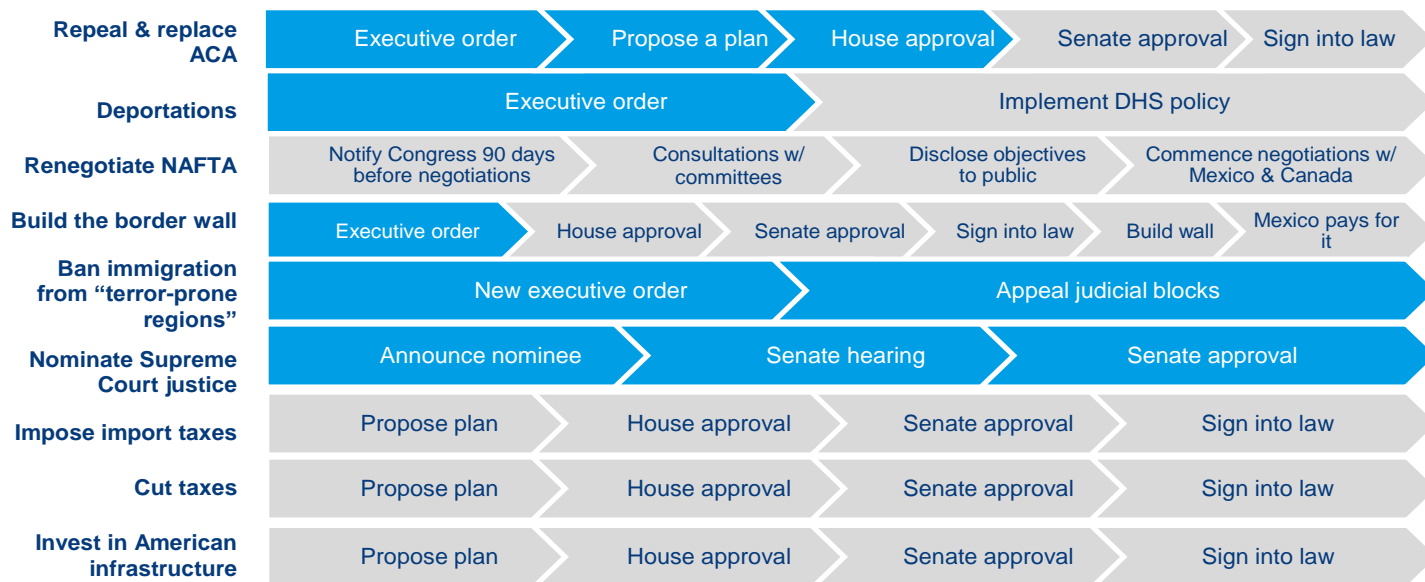 Repeal & replace
ACA
Executive order
Propose a plan
House approval
Senate approval
Sign into law
Deportations
Executive order
Implement DHS policy
Renegotiate NAFTA
Notify Congress 90 days
before negotiations
Consultations w/
committees
Disclose objectives
to public
Commence negotiations w/
Mexico & Canada
Build the border wall
Executive order
House approval
Senate approval
Sign into law
Build wall
Mexico pays for
it
Ban immigration
from “terror-prone
regions”
New executive order
Appeal judicial blocks
Nominate Supreme
Court justice
Announce nominee
Senate hearing
Senate approval
Impose import taxes
Propose plan
House approval
Senate approval
Sign into law
Cut taxes
Propose plan
House approval
Senate approval
Sign into law
Invest in American
infrastructure
Propose plan
House approval
Senate approval
Sign into law